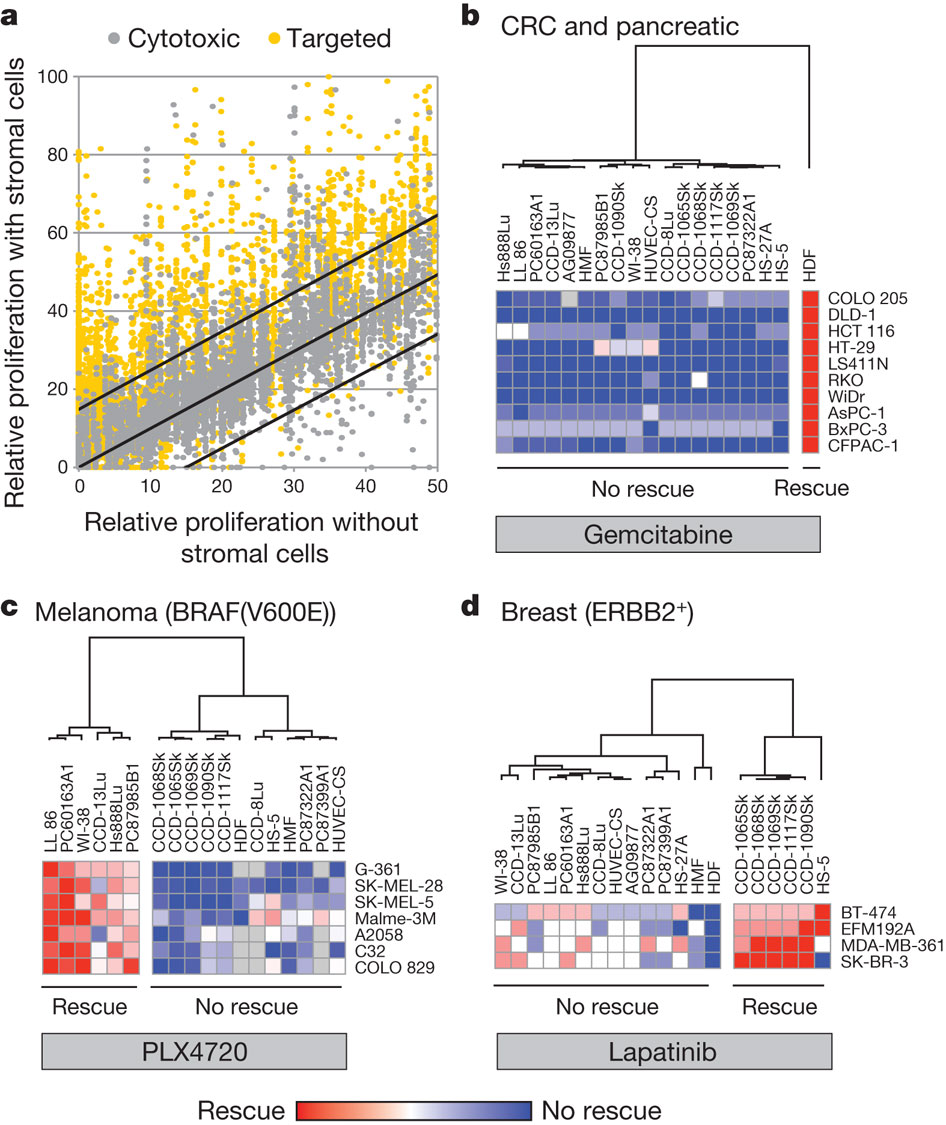 a
Cytotoxic
Targeted
Relative proliferation with stromal cells
100
80
60
40
20
0
0
10
20
30
40
50
Relative proliferation without
stromal cells
b
CRC and pancreatic
Hs888Lu
LL 86
PC60163A1
CCD-13Lu
AG09877
HMF
PC87985B1
CCD-1090Sk
WI-38
HUVEC-CS
CCD-8Lu
CCD-1065Sk
CCD-1068Sk
CCD-1117Sk
CCD-1069Sk
PC87322A1
HS-27A
HS-5
HDF
COLO 205
DLD-1
HCT 116
HT-29
LS411N
RKO
WiDr
AsPC-1
BxPC-3
CFPAC-1
No rescue
Rescue
Gemcitabine
c
Melanoma (BRAF(V600E))
LL 86
PC60163A1
WI-38
CCD-13Lu
Hs888Lu
PC87985B1
CCD-1068Sk
CCD-1065Sk
CCD-1069Sk
CCD-1090Sk
CCD-1117Sk
HDF
CCD-8Lu
HS-5
HMF
PC87322A1
PC87399A1
HUVEC-CS
G-361
SK-MEL-28
SK-MEL-5
Malme-3M
A2058
C32
COLO 829
Rescue
No rescue
PLX4720
d
Breast (ERBB2⁺)
WI-38
CCD-13Lu
PC87985B1
LL 86
PC60163A1
Hs888Lu
CCD-8Lu
HUVEC-CS
AG09877
PC87322A1
PC87399A1
HS-27A
HMF
HDF
CCD-1065Sk
CCD-1068Sk
CCD-1069Sk
CCD-1117Sk
CCD-1090Sk
HS-5
BT-474
EFM192A
MDA-MB-361
SK-BR-3
No rescue
Rescue
Lapatinib
Rescue
No rescue